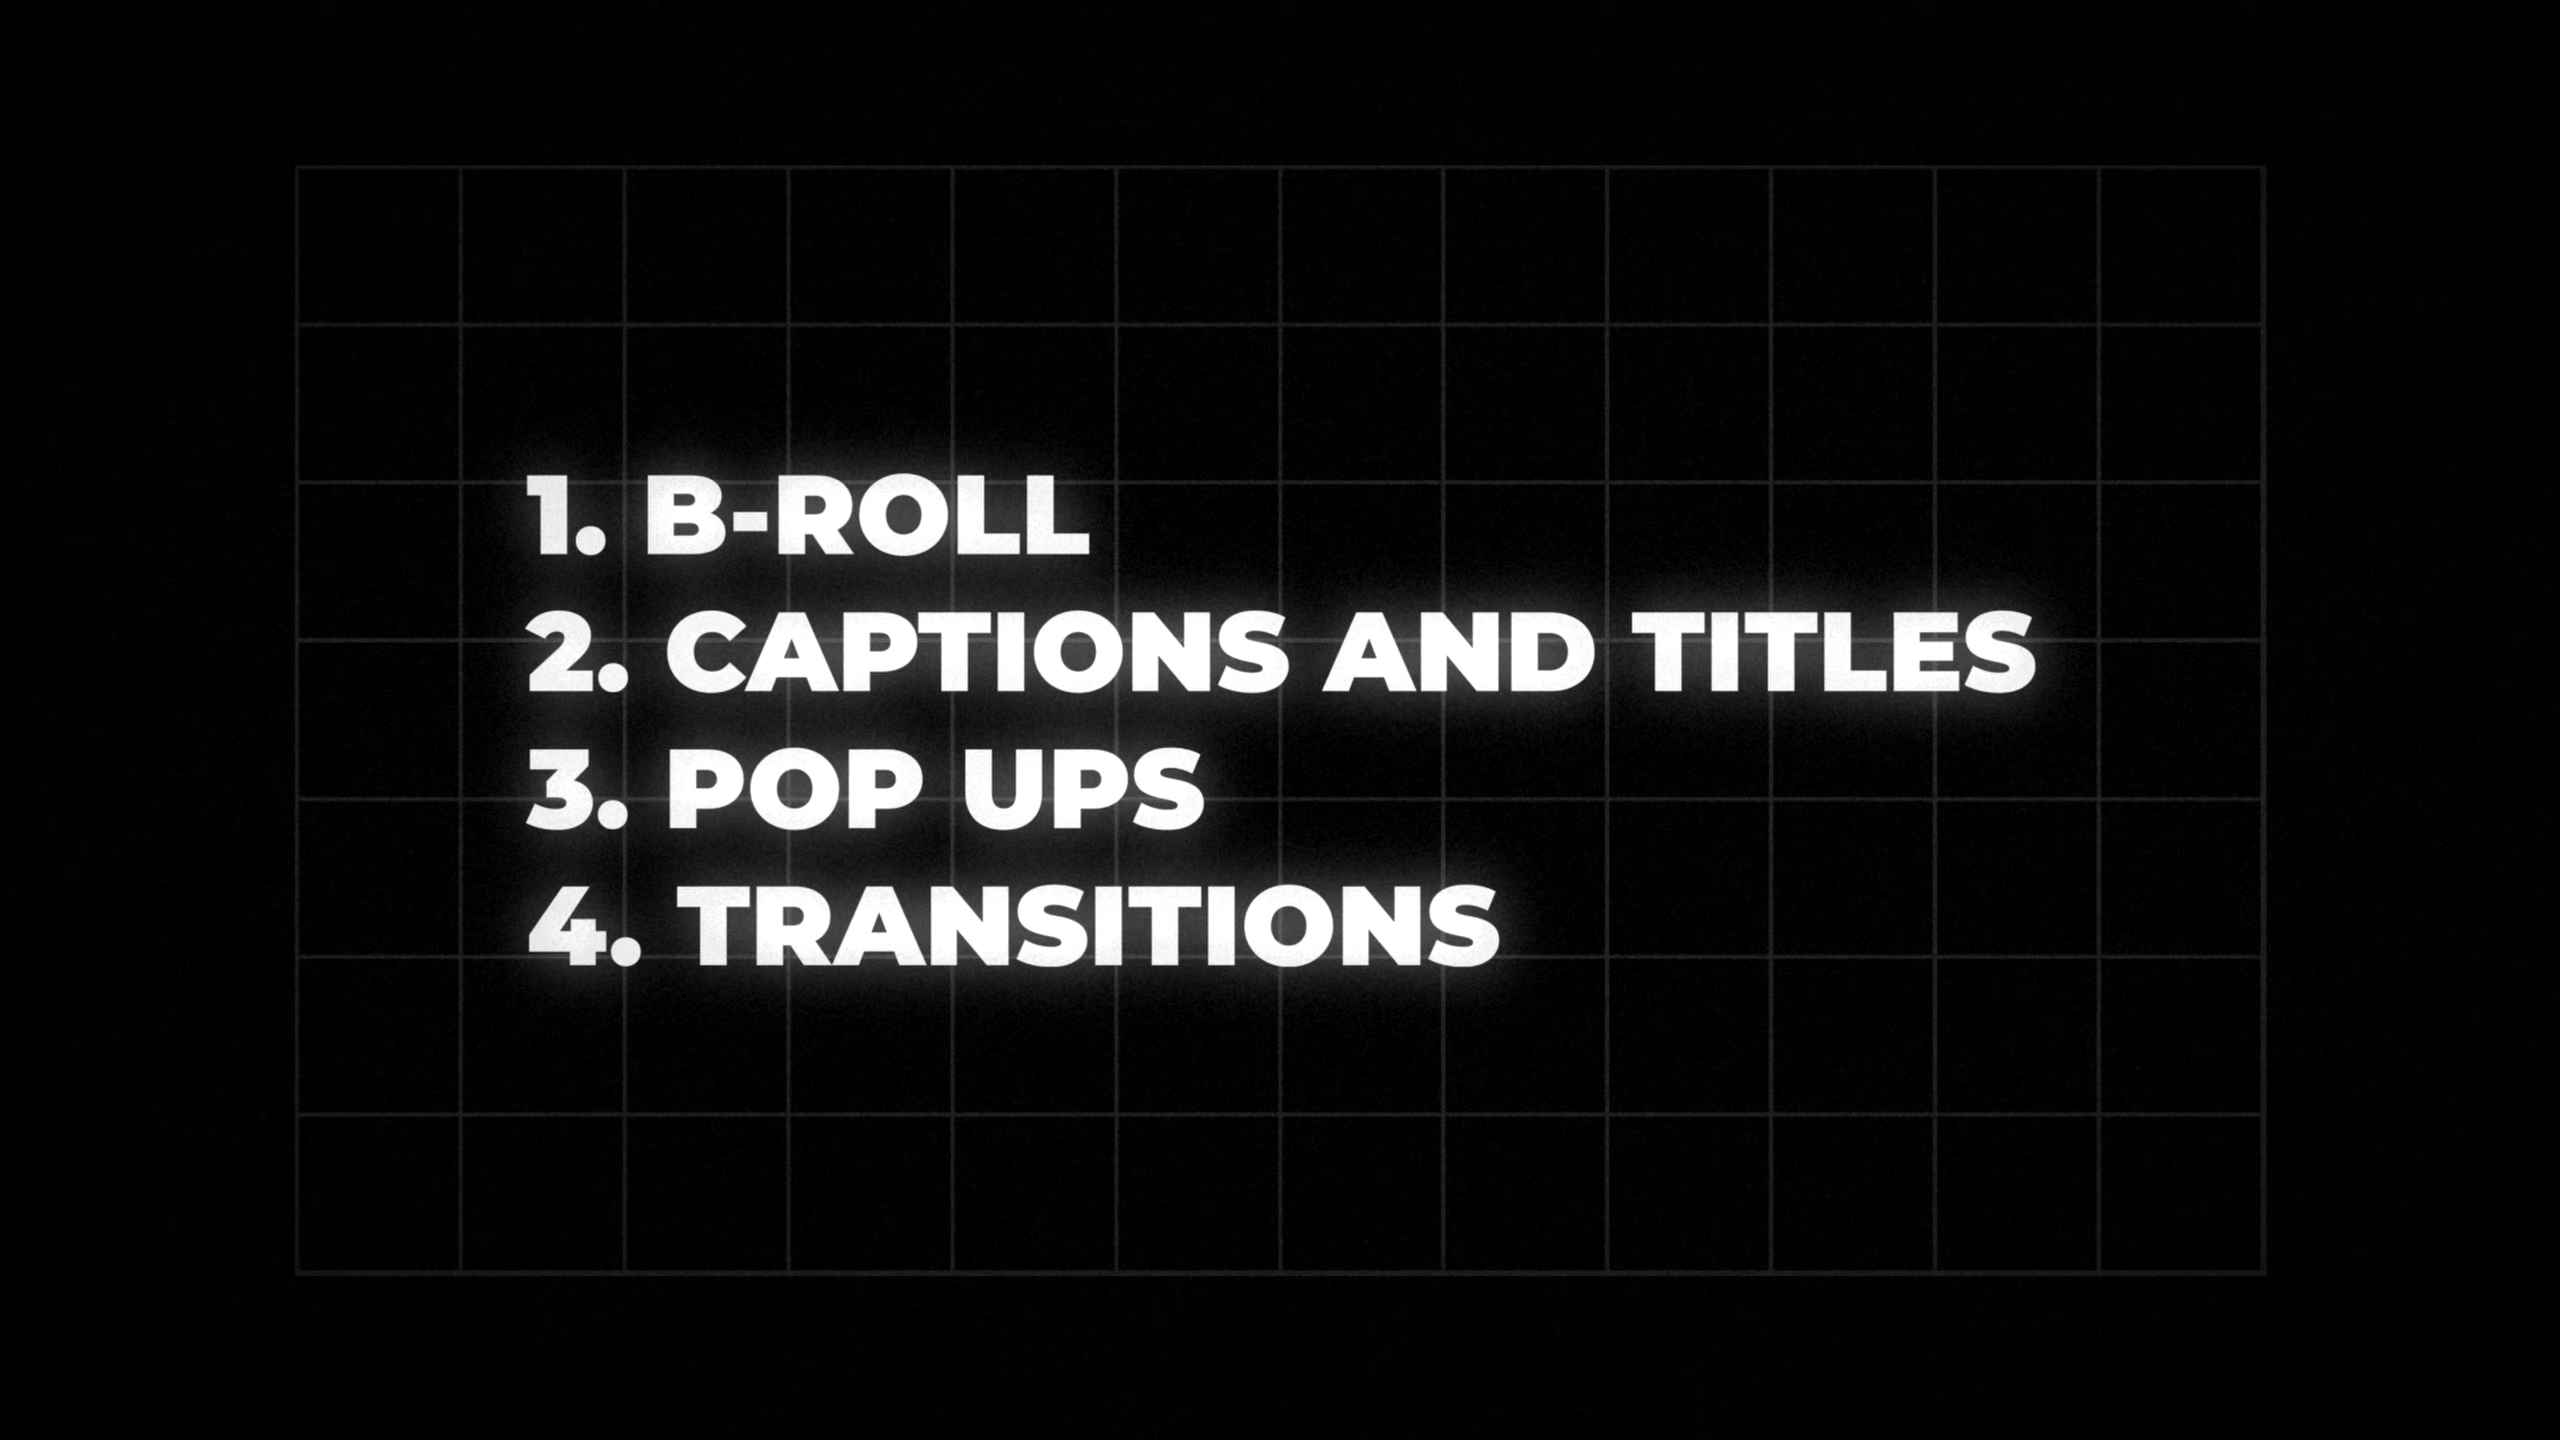 1. B-ROLL
2. CAPTIONS AND TITLES
3. POP UPS
4. TRANSITIONS